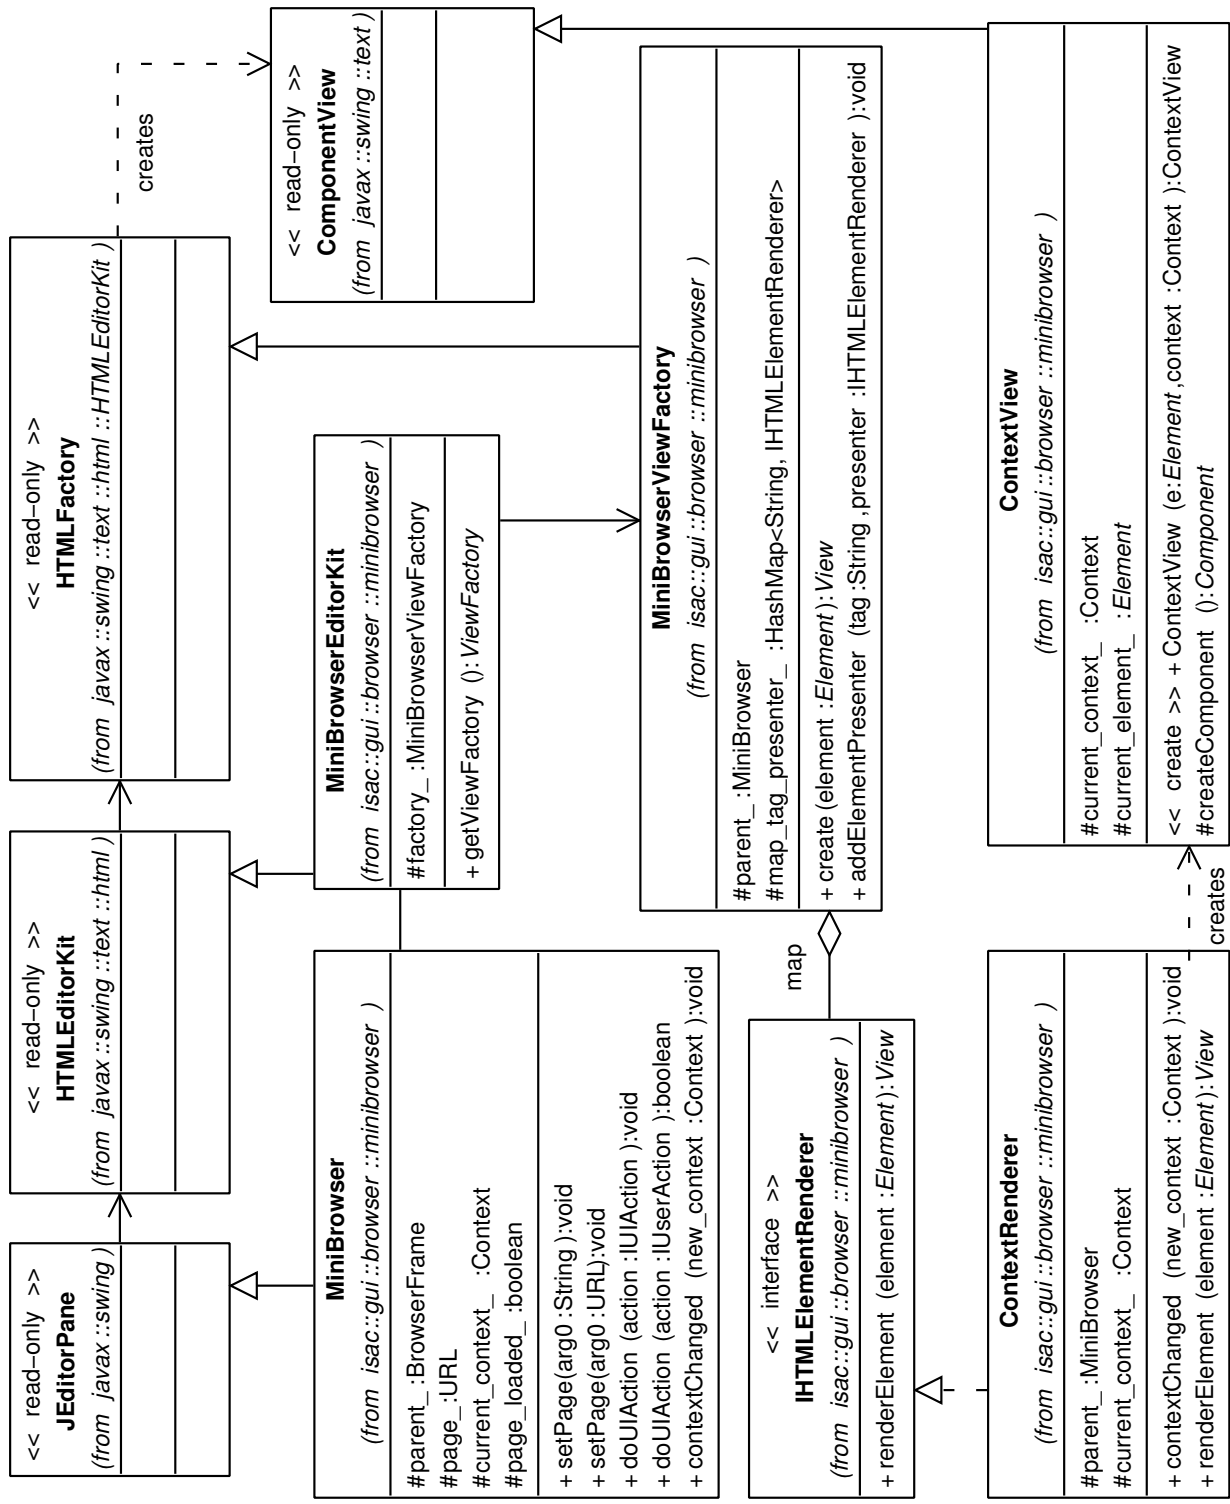 << read−only >>
JEditorPane
(from javax ::swing )
<< read−only >>
HTMLEditorKit
(from javax ::swing ::text ::html )
<< read−only >>
HTMLFactory
(from javax ::swing ::text ::html ::HTMLEditorKit )
creates
<< read−only >>
ComponentView
(from javax ::swing ::text )
MiniBrowser
(from isac::gui ::browser ::minibrowser )
#parent_ :BrowserFrame
#page_ :URL
#current_context_ :Context
#page_loaded_ :boolean
+ setPage(arg0 :String ):void
+ setPage(arg0 :URL):void
+ doUIAction (action :IUIAction ):void
+ doUIAction (action :IUserAction ):boolean
+ contextChanged (new_context :Context ):void
MiniBrowserEditorKit
(from isac::gui ::browser ::minibrowser )
#factory_ :MiniBrowserViewFactory
+ getViewFactory ():ViewFactory
MiniBrowserViewFactory
(from isac::gui ::browser ::minibrowser )
#parent_ :MiniBrowser
#map_tag_presenter_ :HashMap<String, IHTMLElementRenderer>
+ create (element :Element ):View
+ addElementPresenter (tag :String ,presenter :IHTMLElementRenderer ):void
map
<< interface >>
IHTMLElementRenderer
(from isac::gui ::browser ::minibrowser )
+ renderElement (element :Element ):View
ContextRenderer
(from isac::gui ::browser ::minibrowser )
#parent_ :MiniBrowser
#current_context_ :Context
+ contextChanged (new_context :Context ):void
+ renderElement (element :Element ):View
creates
ContextView
(from isac::gui ::browser ::minibrowser )
#current_context_ :Context
#current_element_ :Element
<< create >> + ContextView (e:Element ,context :Context ):ContextView
#createComponent ():Component